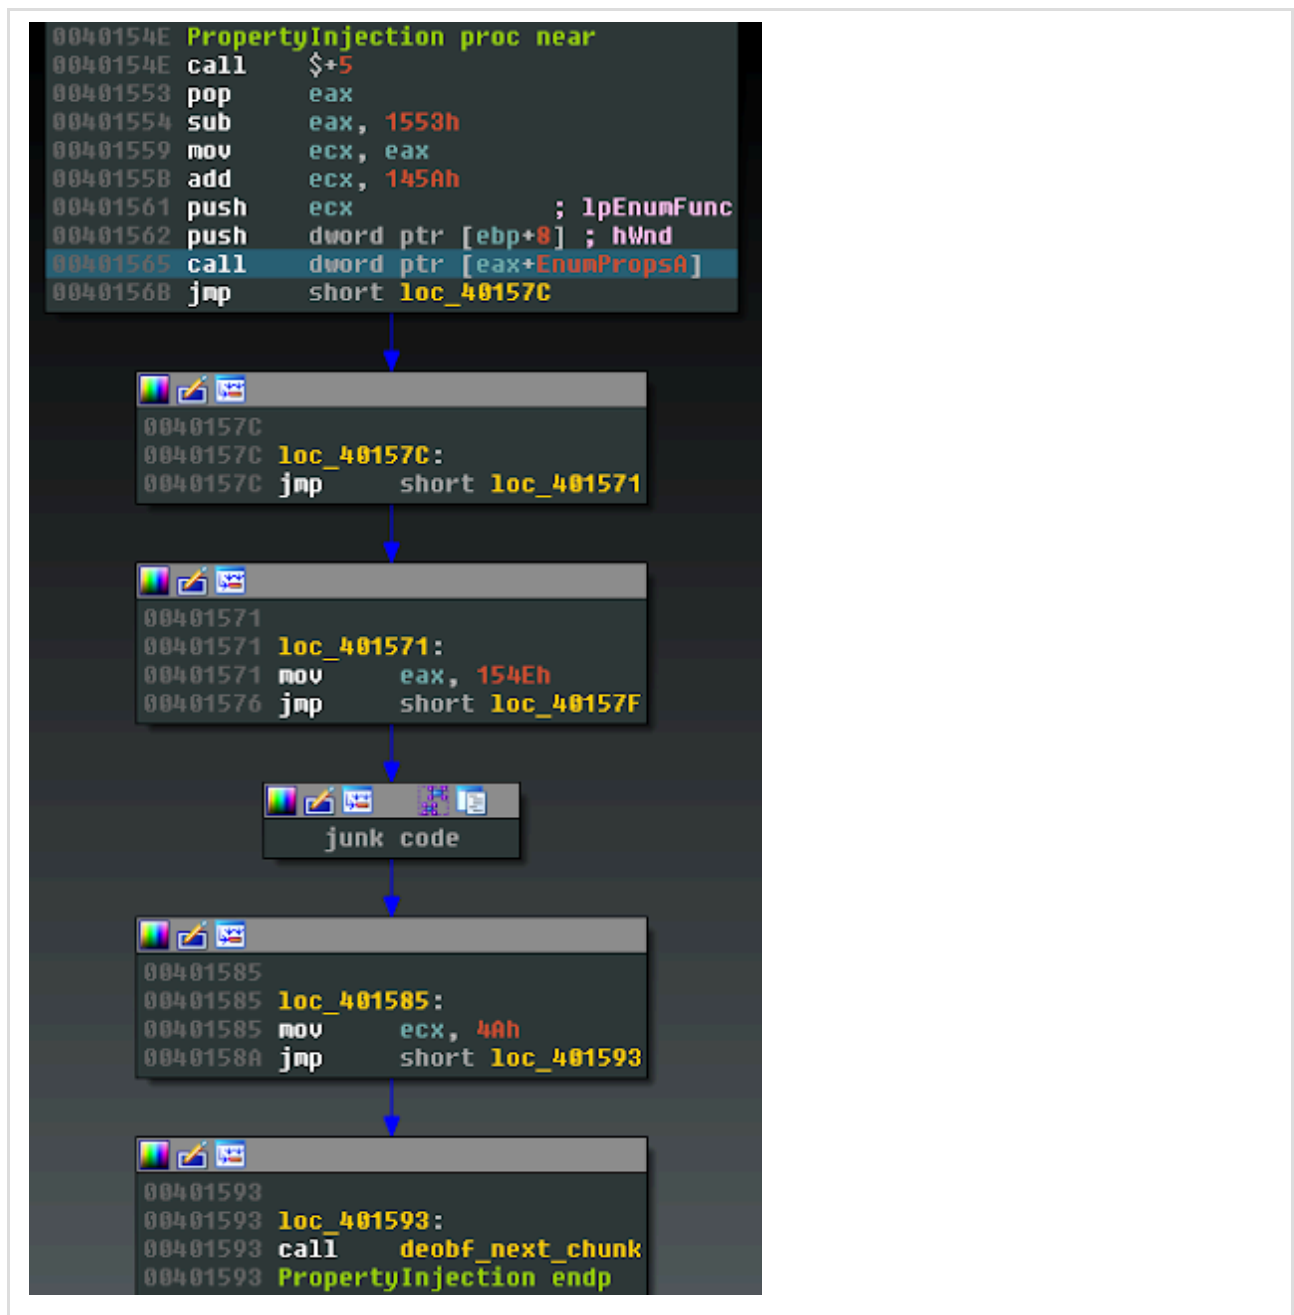 0040154E PropertyInjection proc near
0040154E call $+5
00401553 pop eax
00401554 sub eax, 1553h
00401559 mov ecx, eax
0040155B add ecx, 145Ah
00401561 push ecx ; lpEnumFunc
00401562 push dword ptr [ebp+8] ; hWnd
00401565 call dword ptr [eax+EnumPropsA]
0040156B jmp short loc_40157C
0040157C
0040157C loc_40157C:
0040157C jmp short loc_401571
00401571
00401571 loc_401571:
00401571 mov eax, 154Eh
00401576 jmp short loc_40157F
junk code
00401585
00401585 loc_401585:
00401585 mov ecx, 4Ah
0040158A jmp short loc_401593
00401593
00401593 loc_401593:
00401593 call deobf_next_chunk
00401593 PropertyInjection endp